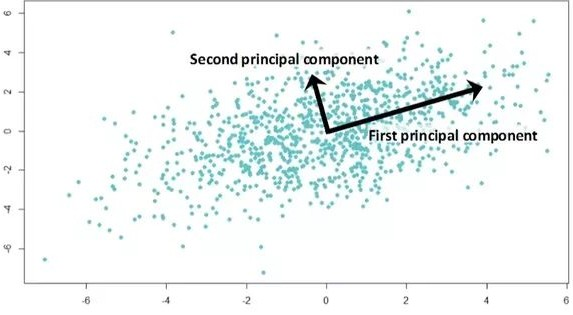 6
4
Second principal component
2
0
First principal component
-2
-4
-6
-6 -4 -2 0 2 4 6